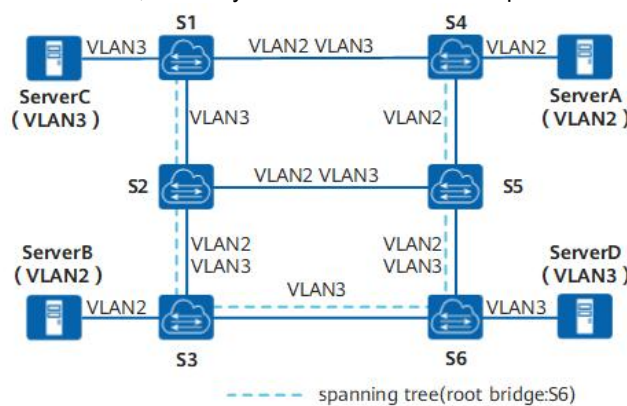 S1
S4
VLAN3
VLAN2 VLAN3
VLAN2
ServerC
( VLAN3 )
VLAN3
VLAN2
ServerA
( VLAN2 )
S2
VLAN2 VLAN3
S5
ServerB
( VLAN2 )
VLAN2
VLAN3
VLAN2
VLAN3
ServerD
( VLAN3 )
VLAN2
VLAN3
VLAN3
S3
S6
spanning tree(root bridge:S6)